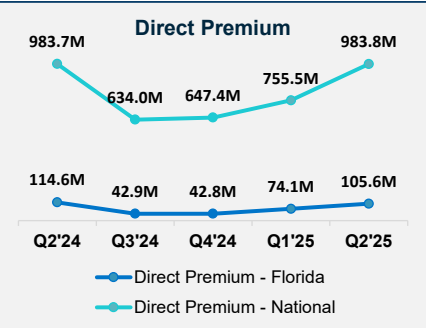 Direct Premium
983.7M
634.0M
647.4M
755.5M
983.8M
114.6M
42.9M
42.8M
74.1M
105.6M
Q2'24 Q3'24 Q4'24 Q1'25 Q2'25
Direct Premium - Florida
Direct Premium - National